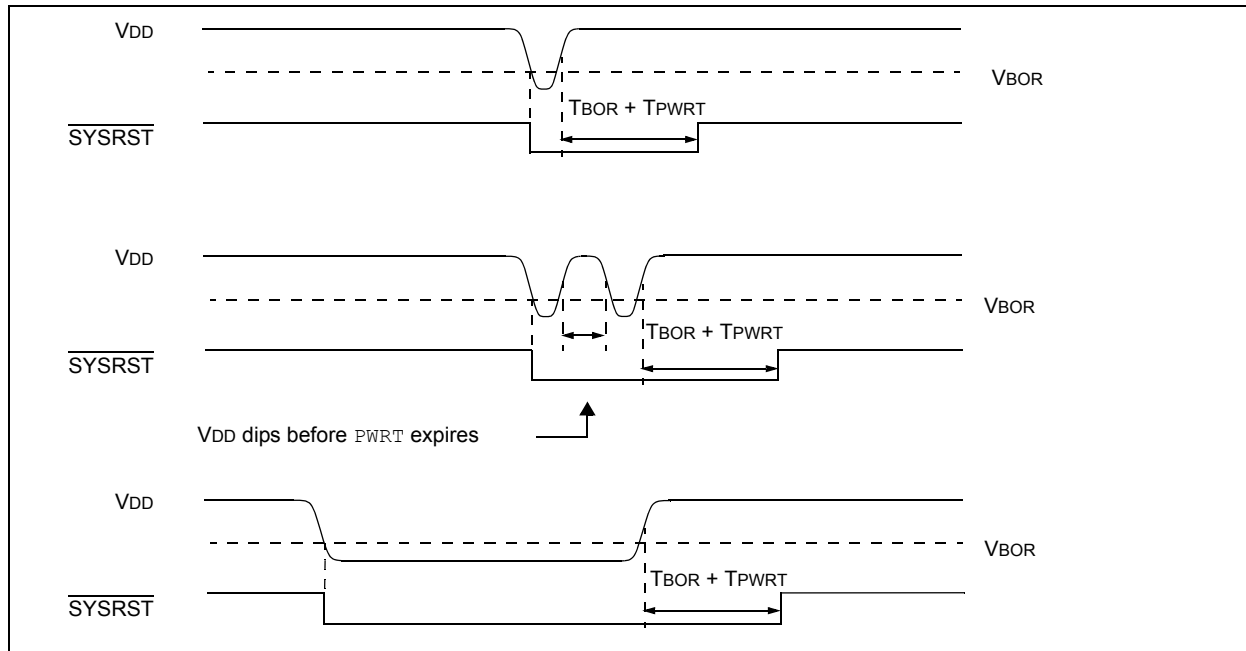 VDD
VBOR
TBOR + TPWRT
SYSRST
VDD
VBOR
TBOR + TPWRT
SYSRST
VDD dips before PWRT expires
VDD
VBOR
TBOR + TPWRT
SYSRST